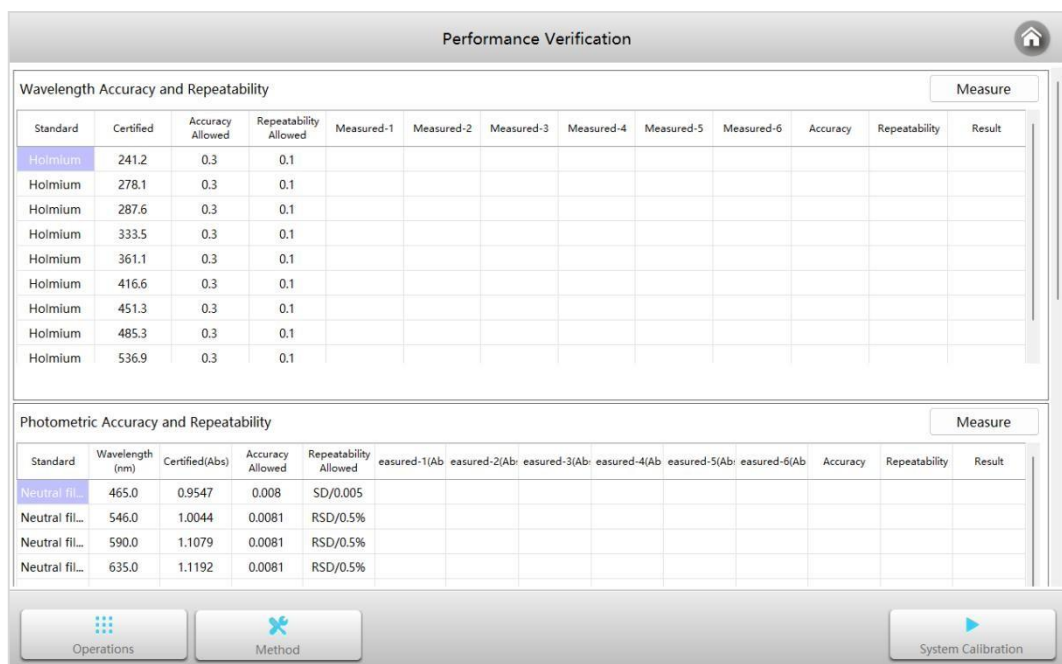 Performance Verification
Wavelength Accuracy and Repeatability
Measure
Standard Certified Accuracy Allowed Repeatability Allowed Measured-1 Measured-2 Measured-3 Measured-4 Measured-5 Measured-6 Accuracy Repeatability Result
Holmium 241.2 0.3 0.1
Holmium 278.1 0.3 0.1
Holmium 287.6 0.3 0.1
Holmium 333.5 0.3 0.1
Holmium 361.1 0.3 0.1
Holmium 416.6 0.3 0.1
Holmium 451.3 0.3 0.1
Holmium 485.3 0.3 0.1
Holmium 536.9 0.3 0.1
Photometric Accuracy and Repeatability
Measure
Standard Wavelength (nm) Certified(Abs) Accuracy Allowed Repeatability Allowed easured-1(Ab easured-2(Ab easured-3(Ab easured-4(Ab easured-5(Ab easured-6(Ab Accuracy Repeatability Result
Neutral fil... 465.0 0.9547 0.008 SD/0.005
Neutral fil... 546.0 1.0044 0.0081 RSD/0.5%
Neutral fil... 590.0 1.1079 0.0081 RSD/0.5%
Neutral fil... 635.0 1.1192 0.0081 RSD/0.5%
Operations
Method
System Calibration